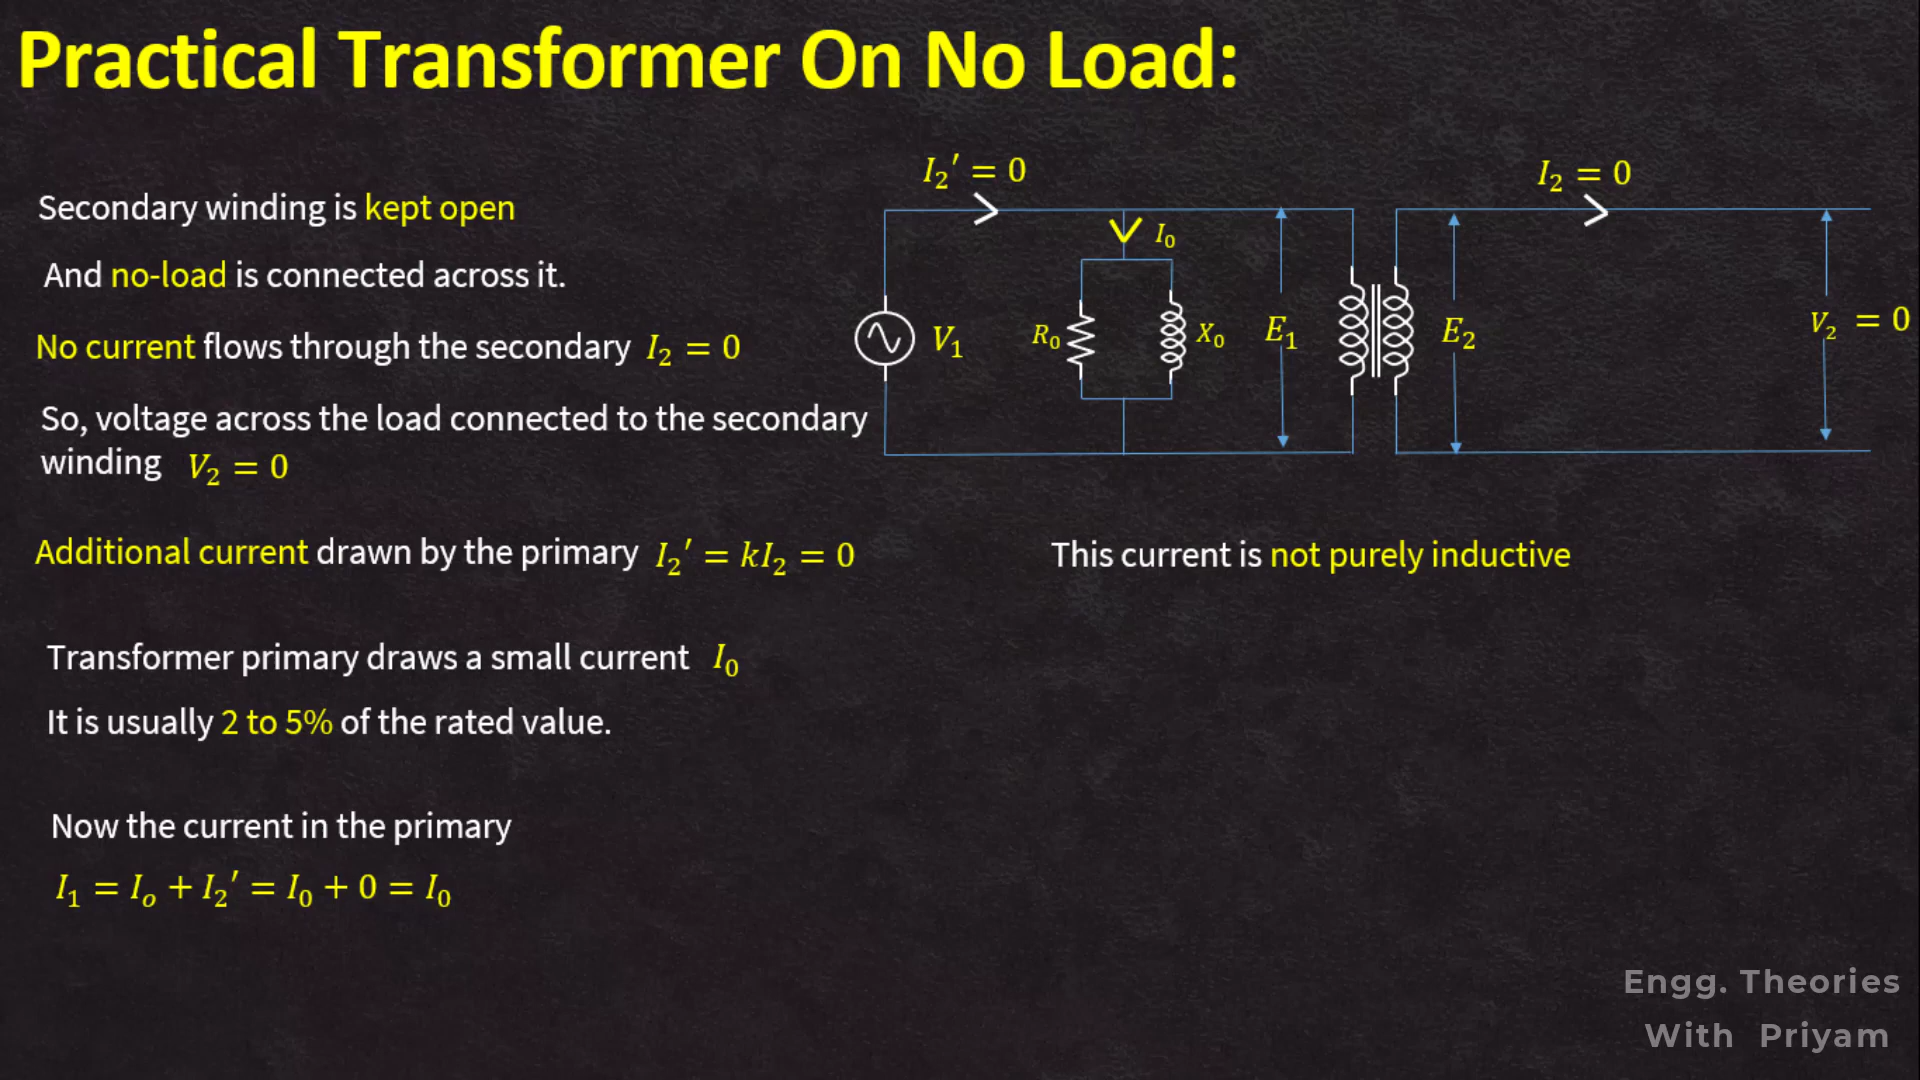 Practical Transformer On No Load:
Secondary winding is kept open
And no-load is connected across it.
No current flows through the secondary I₂ = 0
So, voltage across the load connected to the secondary
winding V₂ = 0
Additional current drawn by the primary I₂′ = kI₂ = 0
Transformer primary draws a small current I₀
It is usually 2 to 5% of the rated value.
Now the current in the primary
I₁ = Iₒ + I₂′ = I₀ + 0 = I₀
I₂′ = 0
I₂ = 0
I₀
V₁
R₀
X₀
E₁
E₂
V₂ = 0
This current is not purely inductive
Engg. Theories
With Priyam